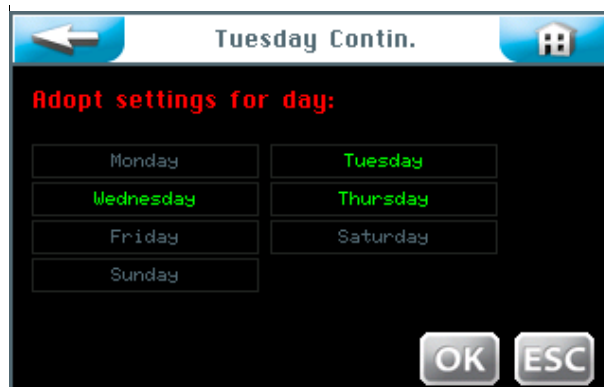 Tuesday Contin.
Adopt settings for day:
Monday Tuesday
Wednesday Thursday
Friday Saturday
Sunday
OK ESC